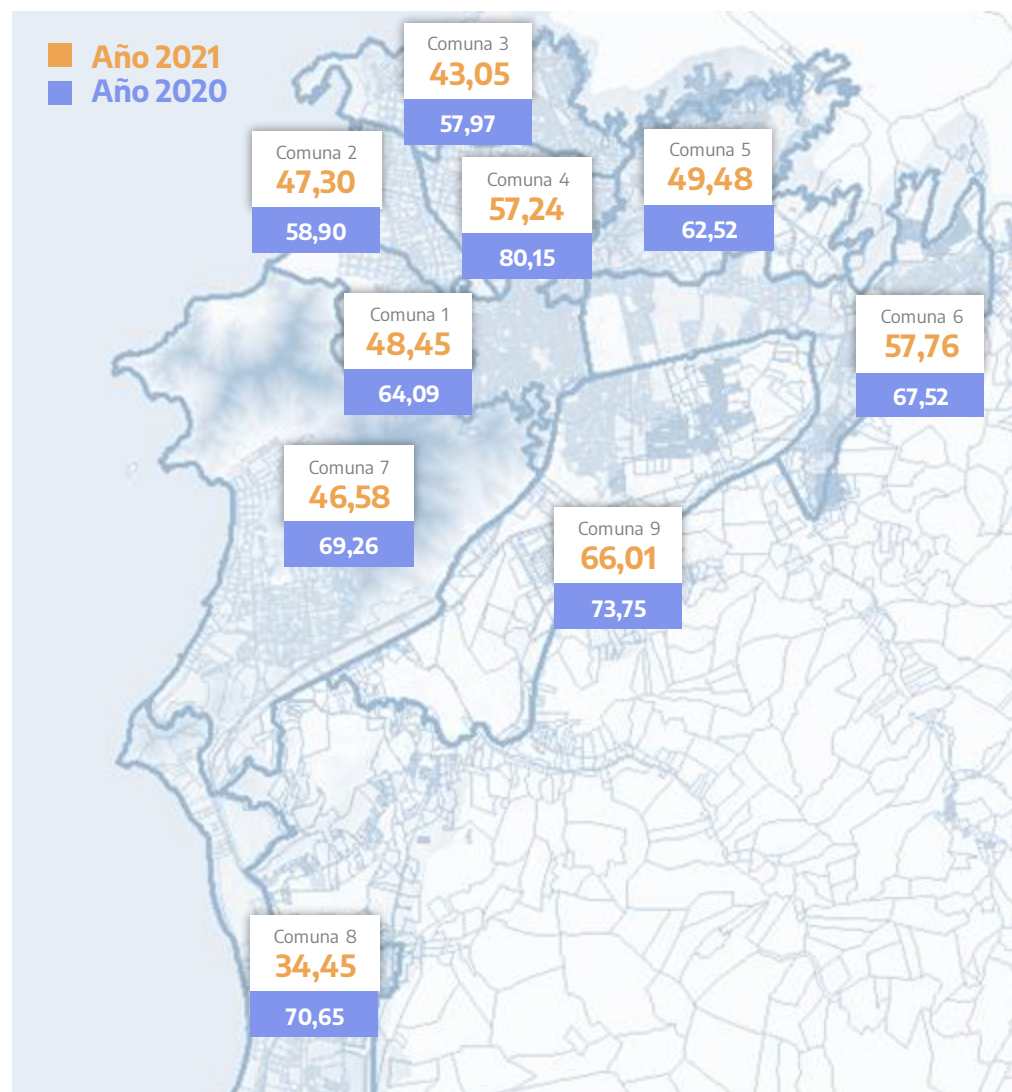 Año 2021
Año 2020
Comuna 3
43,05
57,97
Comuna 2
47,30
58,90
Comuna 4
57,24
80,15
Comuna 5
49,48
62,52
Comuna 1
48,45
64,09
Comuna 6
57,76
67,52
Comuna 7
46,58
69,26
Comuna 9
66,01
73,75
Comuna 8
34,45
70,65